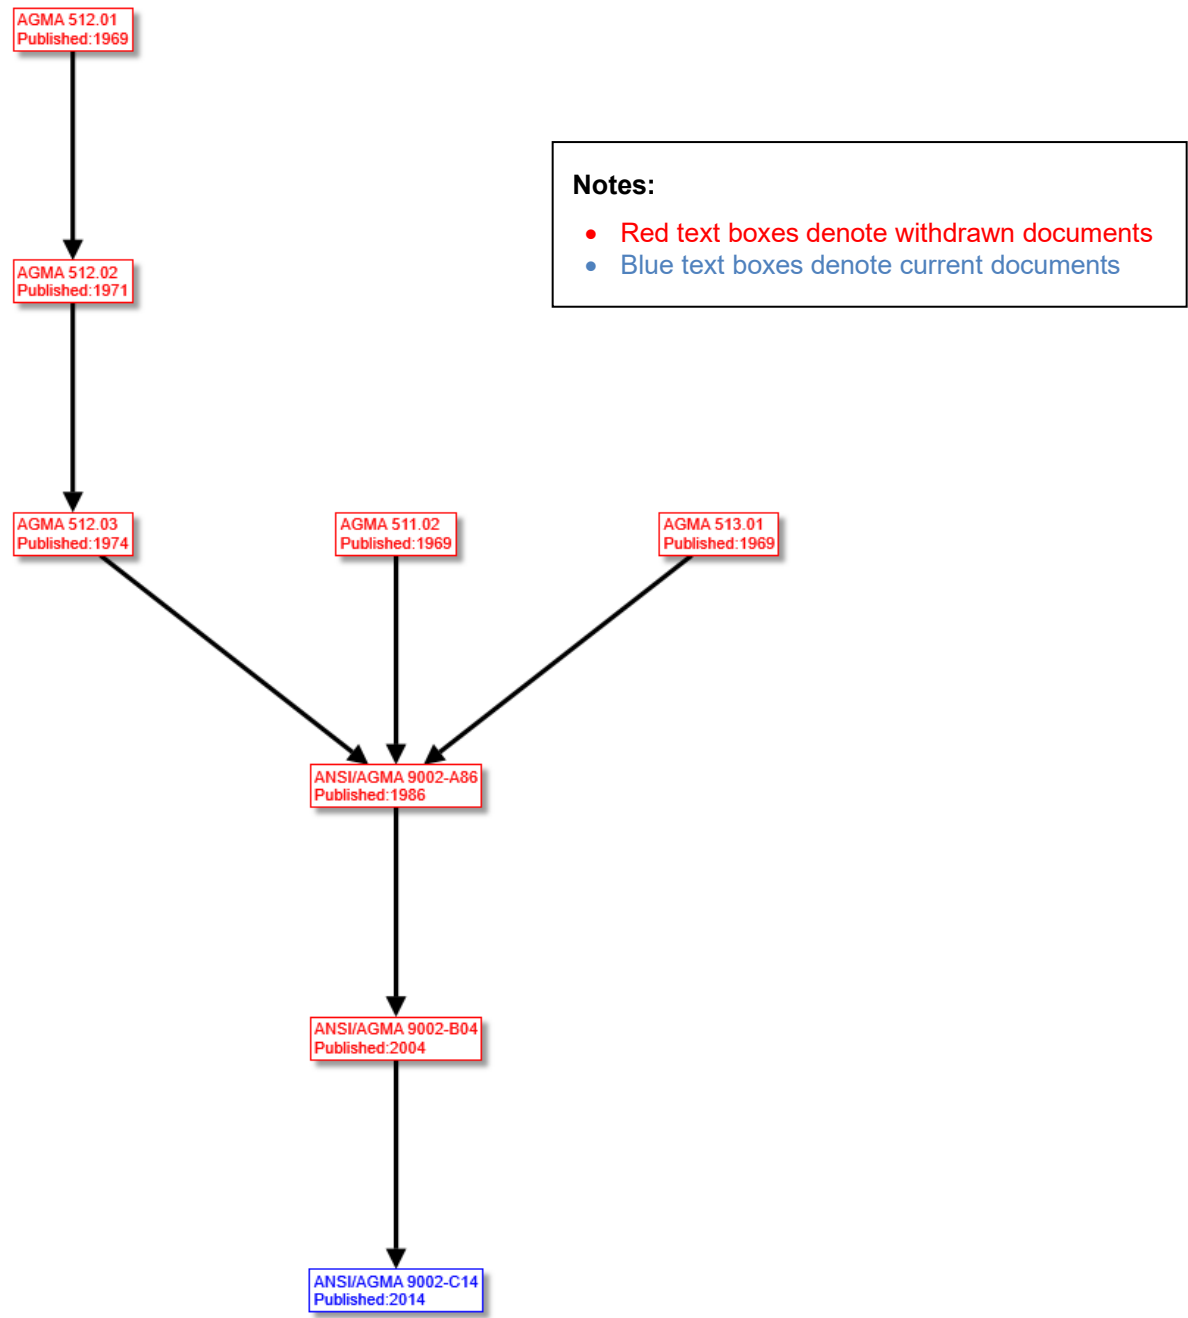 AGMA 512.01
Published:1969
Notes:
• Red text boxes denote withdrawn documents
• Blue text boxes denote current documents
AGMA 512.02
Published:1971
AGMA 512.03
Published:1974
AGMA 511.02
Published:1969
AGMA 513.01
Published:1969
ANSI/AGMA 9002-A86
Published:1986
ANSI/AGMA 9002-B04
Published:2004
ANSI/AGMA 9002-C14
Published:2014